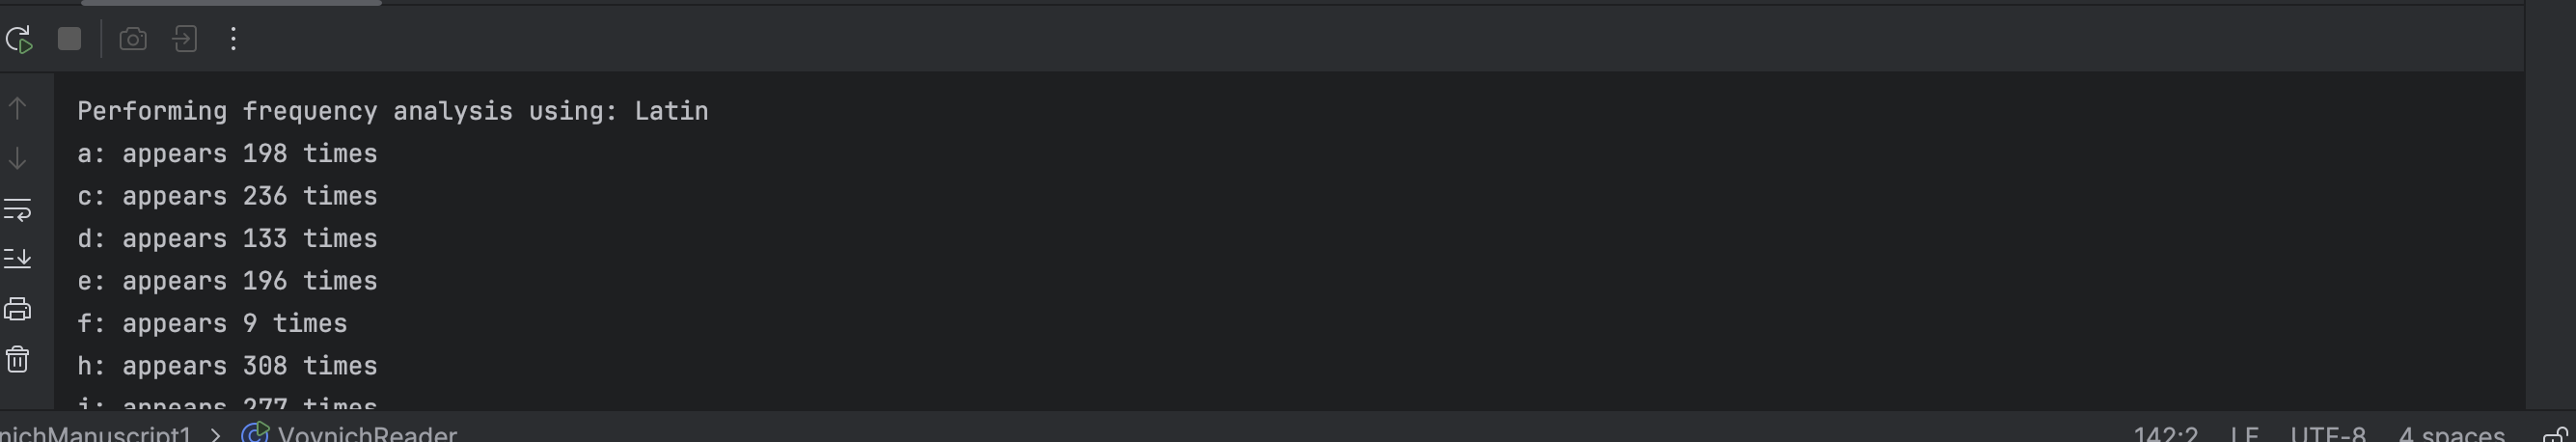 Performing frequency analysis using: Latin
a: appears 198 times
c: appears 236 times
d: appears 133 times
e: appears 196 times
f: appears 9 times
h: appears 308 times
i: appears 277 times
nichManuscript1 > VoynichReader 142:2 LF UTF-8 4 spaces